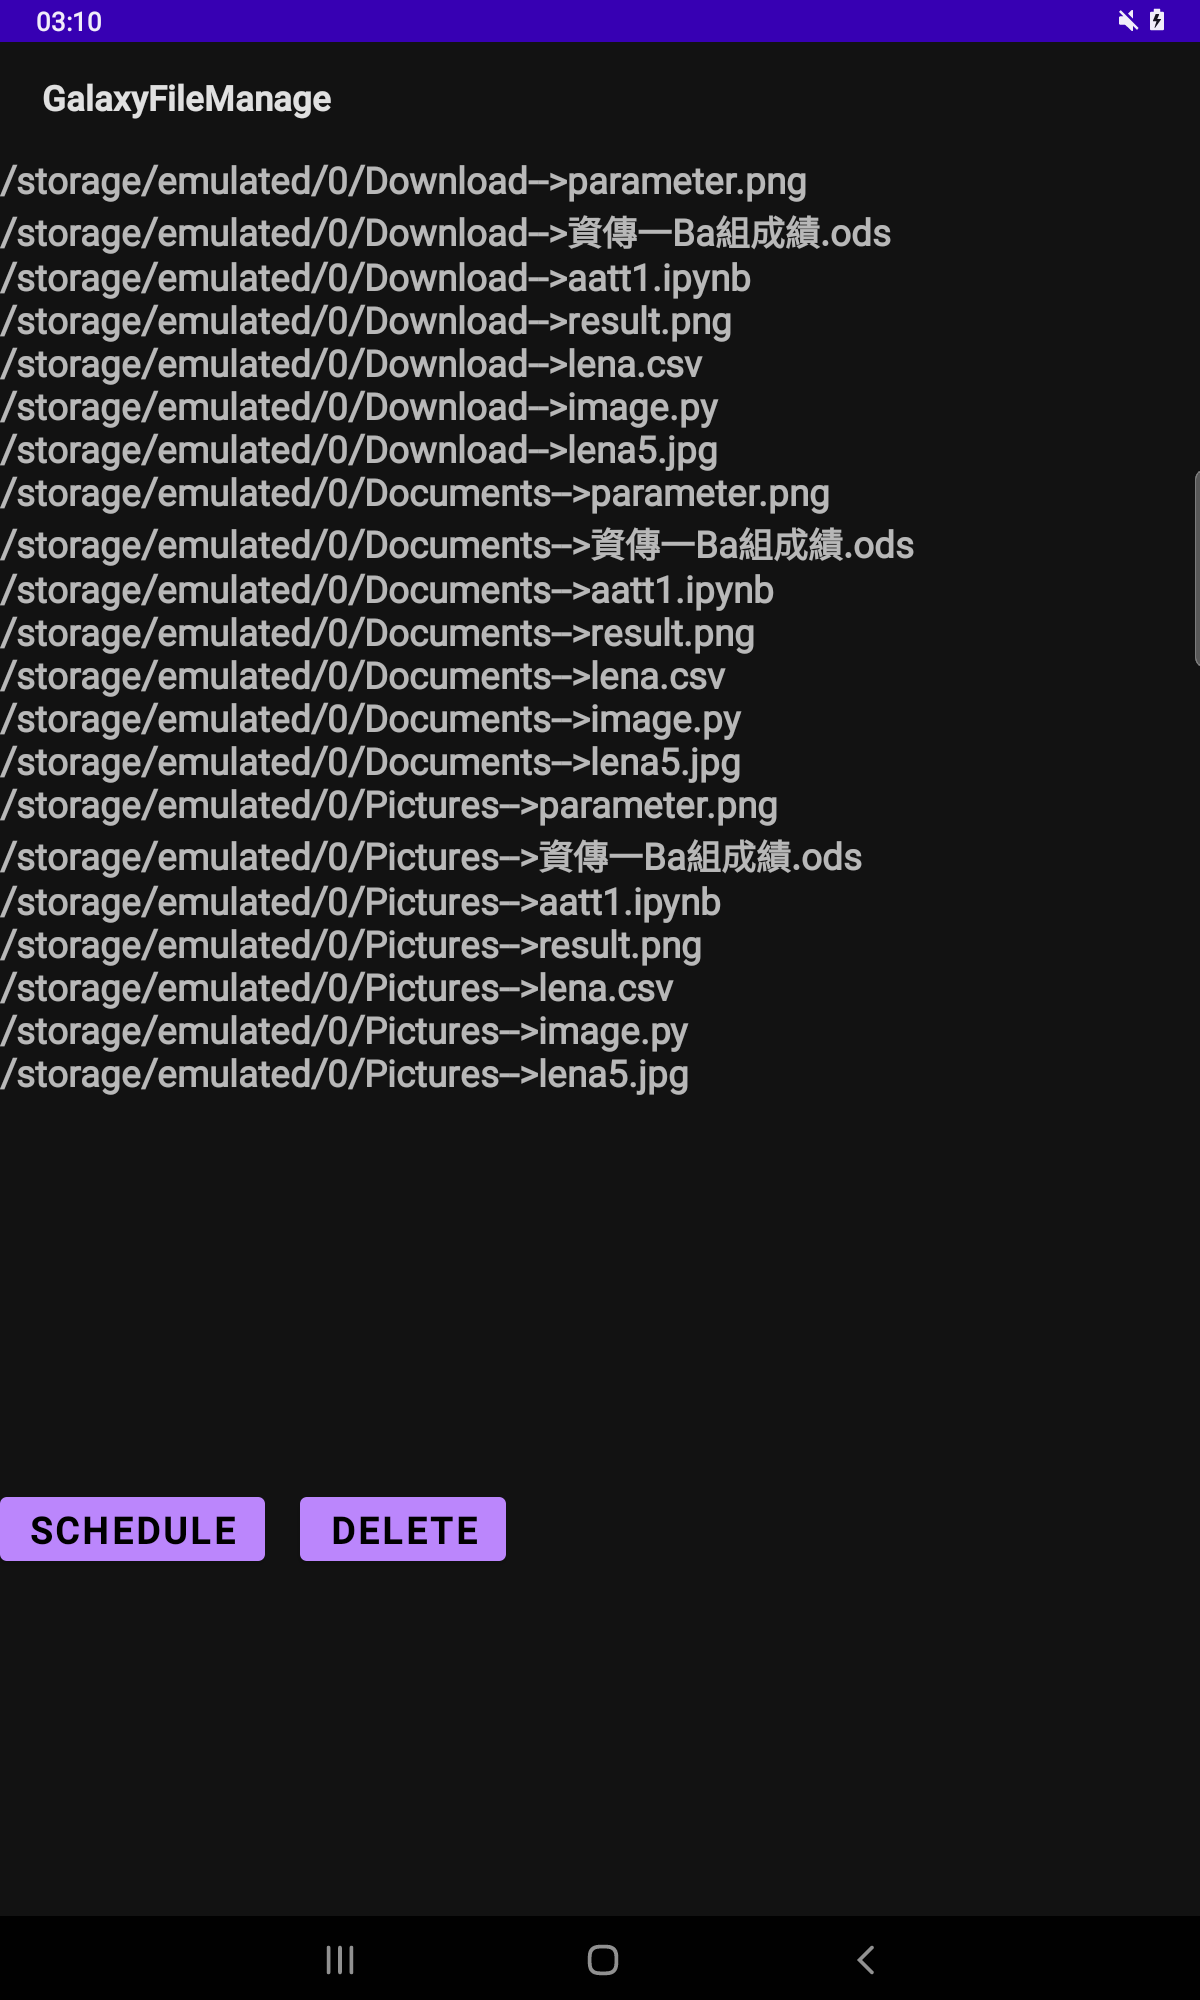 03:10
GalaxyFileManage
/storage/emulated/0/Download-->parameter.png
/storage/emulated/0/Download-->資傳一Ba組成績.ods
/storage/emulated/0/Download-->aatt1.ipynb
/storage/emulated/0/Download-->result.png
/storage/emulated/0/Download-->lena.csv
/storage/emulated/0/Download-->image.py
/storage/emulated/0/Download-->lena5.jpg
/storage/emulated/0/Documents-->parameter.png
/storage/emulated/0/Documents-->資傳一Ba組成績.ods
/storage/emulated/0/Documents-->aatt1.ipynb
/storage/emulated/0/Documents-->result.png
/storage/emulated/0/Documents-->lena.csv
/storage/emulated/0/Documents-->image.py
/storage/emulated/0/Documents-->lena5.jpg
/storage/emulated/0/Pictures-->parameter.png
/storage/emulated/0/Pictures-->資傳一Ba組成績.ods
/storage/emulated/0/Pictures-->aatt1.ipynb
/storage/emulated/0/Pictures-->result.png
/storage/emulated/0/Pictures-->lena.csv
/storage/emulated/0/Pictures-->image.py
/storage/emulated/0/Pictures-->lena5.jpg
SCHEDULE DELETE